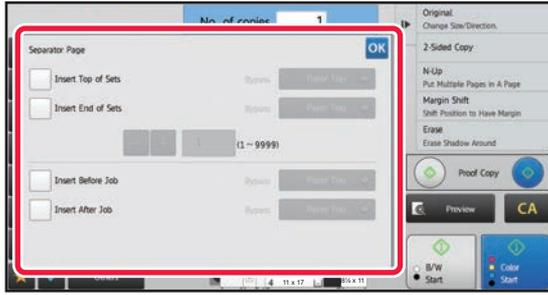 No. of copies 1
Separator Page
OK
Insert Top of Sets Bypass Paper Tray
Insert End of Sets Bypass Paper Tray
1 (1~9999)
Insert Before Job Bypass Paper Tray
Insert After Job Bypass Paper Tray
Others
4 11 x 17 8½ x 11
Original
Change Size/Direction.
2-Sided Copy
N-Up
Put Multiple Pages in A Page
Margin Shift
Shift Position to Have Margin
Erase
Erase Shadow Around
Proof Copy
Preview
CA
B/W
Start
Color
Start